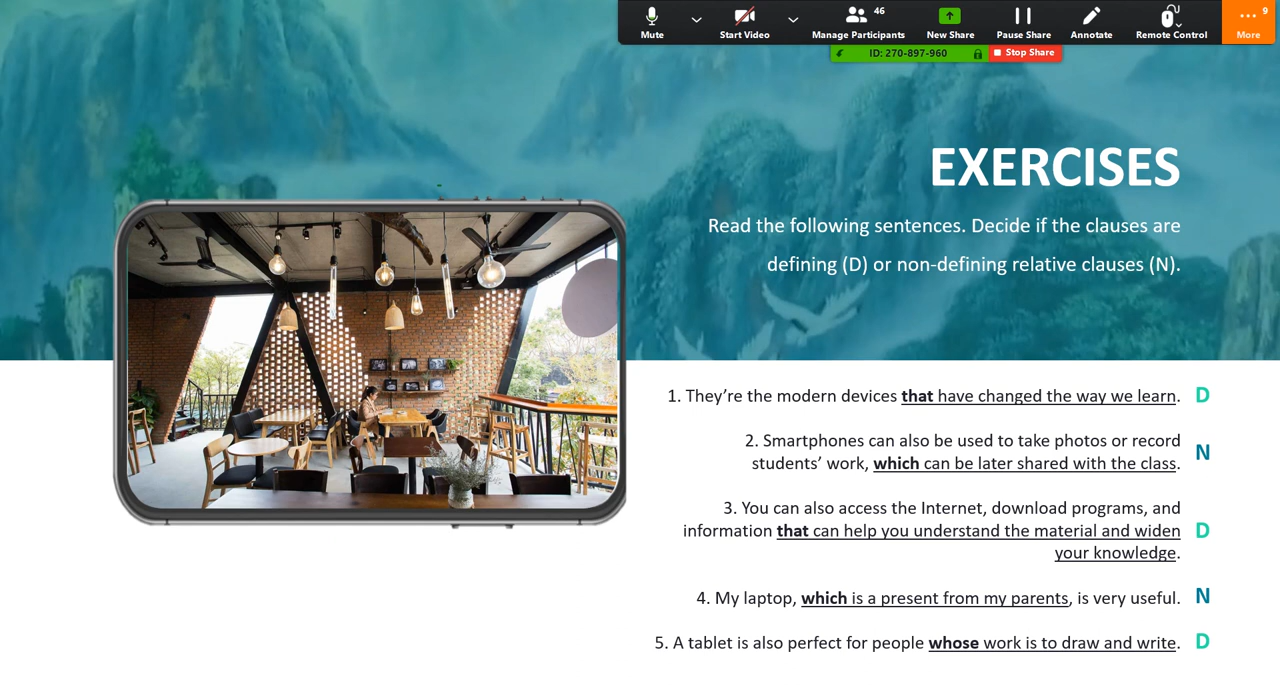 46
9
Mute
Start Video
Manage Participants
New Share
Pause Share
Annotate
Remote Control
More
ID: 270-897-960
Stop Share
EXERCISES
Read the following sentences. Decide if the clauses are
defining (D) or non-defining relative clauses (N).
1. They’re the modern devices that have changed the way we learn. D
2. Smartphones can also be used to take photos or record
students’ work, which can be later shared with the class. N
3. You can also access the Internet, download programs, and
information that can help you understand the material and widen D
your knowledge.
4. My laptop, which is a present from my parents, is very useful. N
5. A tablet is also perfect for people whose work is to draw and write. D